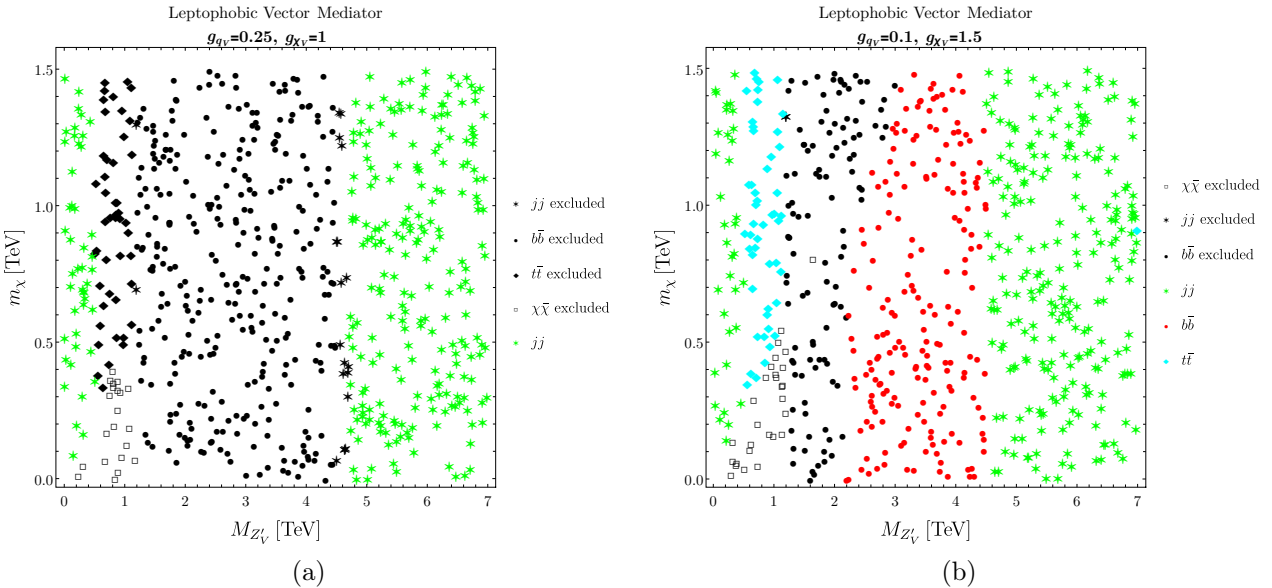 Leptophobic Vector Mediator
g_{q_V}=0.25, g_{χ_V}=1
1.5
1.0
0.5
0.0
m_χ [TeV]
0 1 2 3 4 5 6 7
M_{Z′_V} [TeV]
jj excluded
bb̄ excluded
tt̄ excluded
χχ̄ excluded
jj
(a)
Leptophobic Vector Mediator
g_{q_V}=0.1, g_{χ_V}=1.5
1.5
1.0
0.5
0.0
m_χ [TeV]
0 1 2 3 4 5 6 7
M_{Z′_V} [TeV]
χχ̄ excluded
jj excluded
bb̄ excluded
jj
bb̄
tt̄
(b)